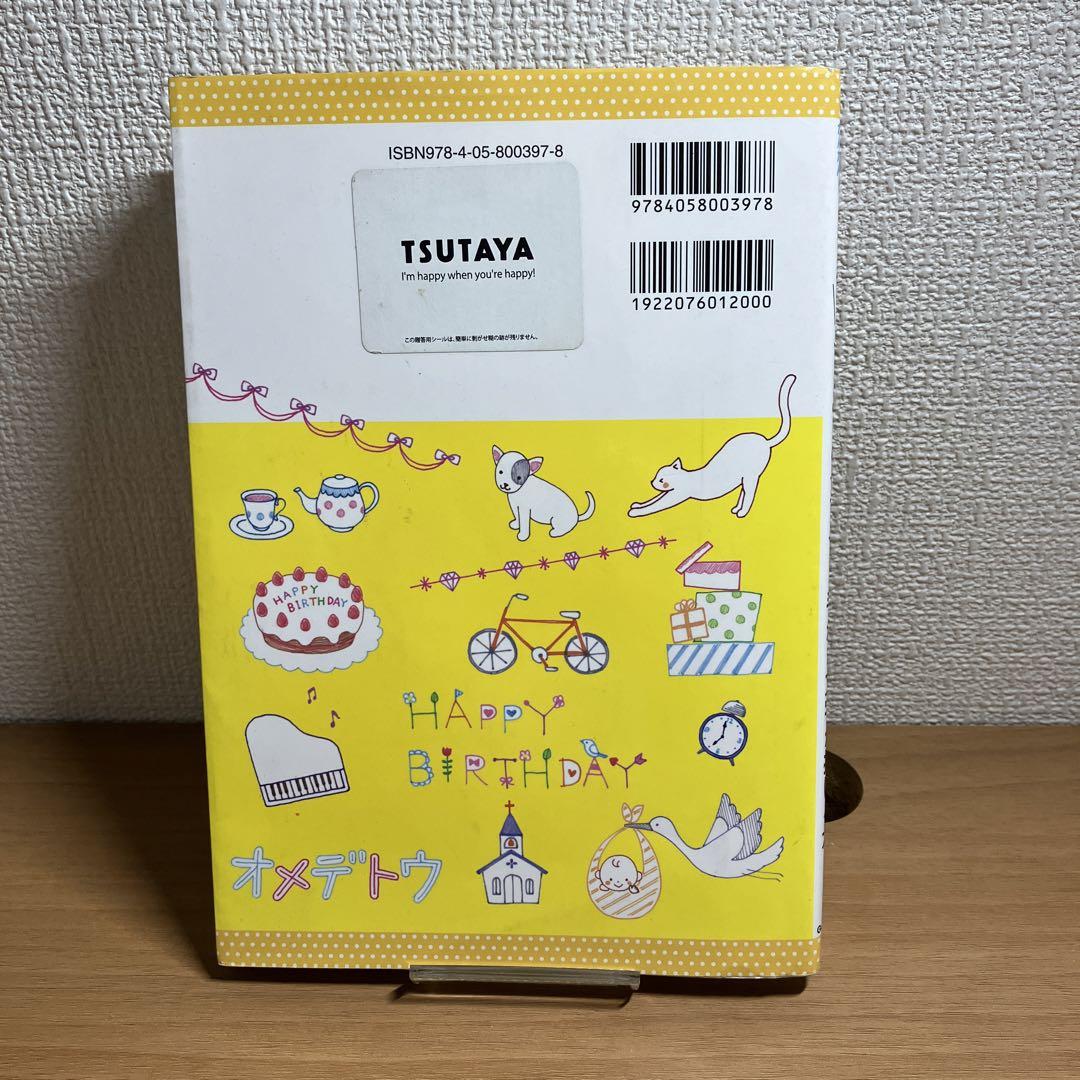 ISBN978-4-05-800397-8
9784058003978
TSUTAYA
I'm happy when you're happy!
1922076012000
この贈答用シールは、簡単に剥がせ糊の跡が残りません。
HAPPY
BIRTHDAY
HAPPY
BIRTHDAY
オメデトウ